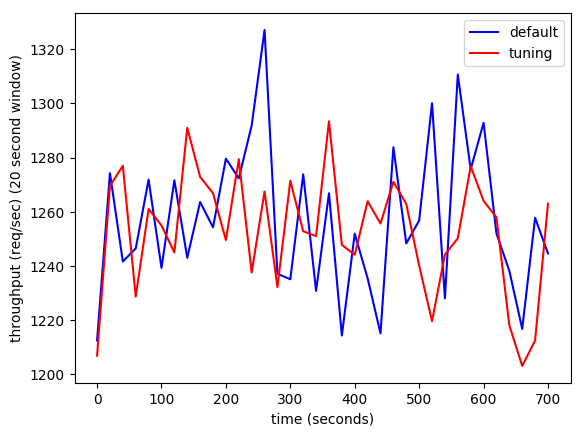 default
tuning
throughput (req/sec) (20 second window)
1320
1300
1280
1260
1240
1220
1200
0 100 200 300 400 500 600 700
time (seconds)